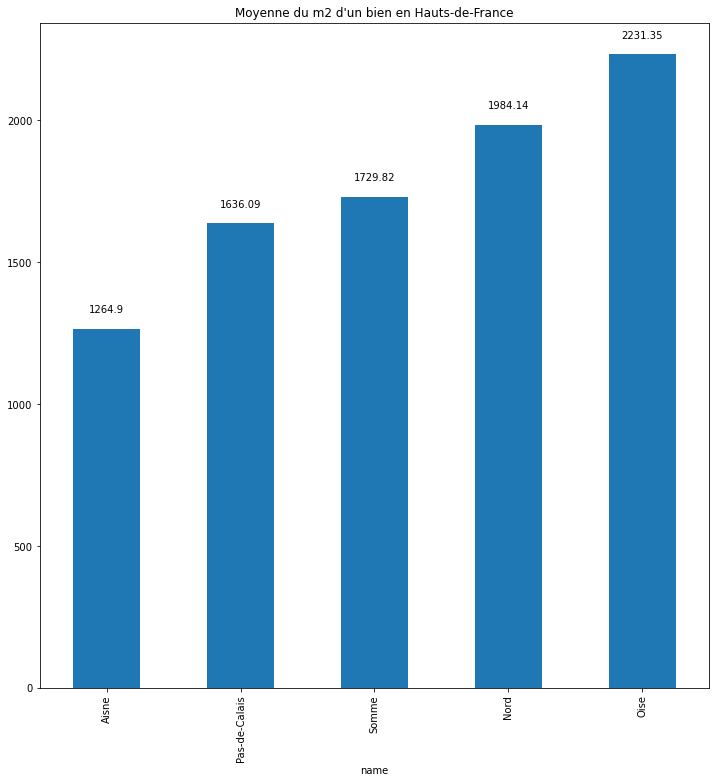 Moyenne du m2 d'un bien en Hauts-de-France
2231.35
1984.14
1729.82
1636.09
1264.9
2000
1500
1000
500
0
Aisne
Pas-de-Calais
Somme
Nord
Oise
name